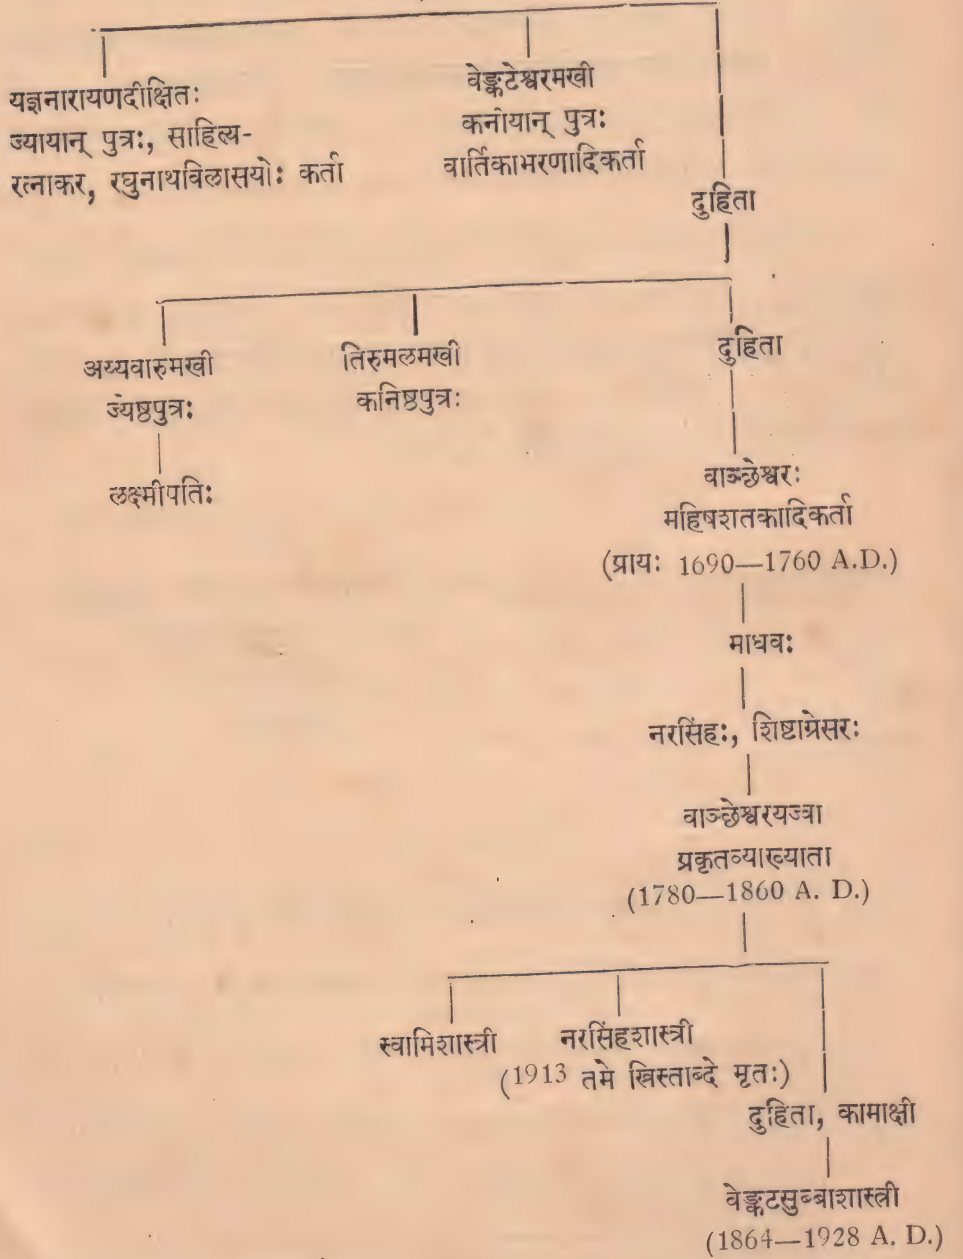 यज्ञनारायणदीक्षितः
ज्यायान् पुत्रः, साहित्य-
रत्नाकर, रघुनाथविलासयोः कर्ता
वेङ्कटेश्वरमखी
कनीयान् पुत्रः
वार्तिकाभरणादिकर्ता
दुहिता
अय्यवारुमखी
ज्येष्ठपुत्रः
लक्ष्मीपतिः
तिरुमलमखी
कनिष्ठपुत्रः
दुहिता
वाञ्छेश्वरः
महिषशतकादिकर्ता
(प्रायः 1690—1760 A.D.)
माधवः
नरसिंहः, शिष्टाग्रेसरः
वाञ्छेश्वरयज्वा
प्रकृतव्याख्याता
(1780—1860 A. D.)
स्वामिशास्त्री
नरसिंहशास्त्री
(1913 तमे ख्रिस्ताब्दे मृतः)
दुहिता, कामाक्षी
वेङ्कटसुब्बाशास्त्री
(1864—1928 A. D.)